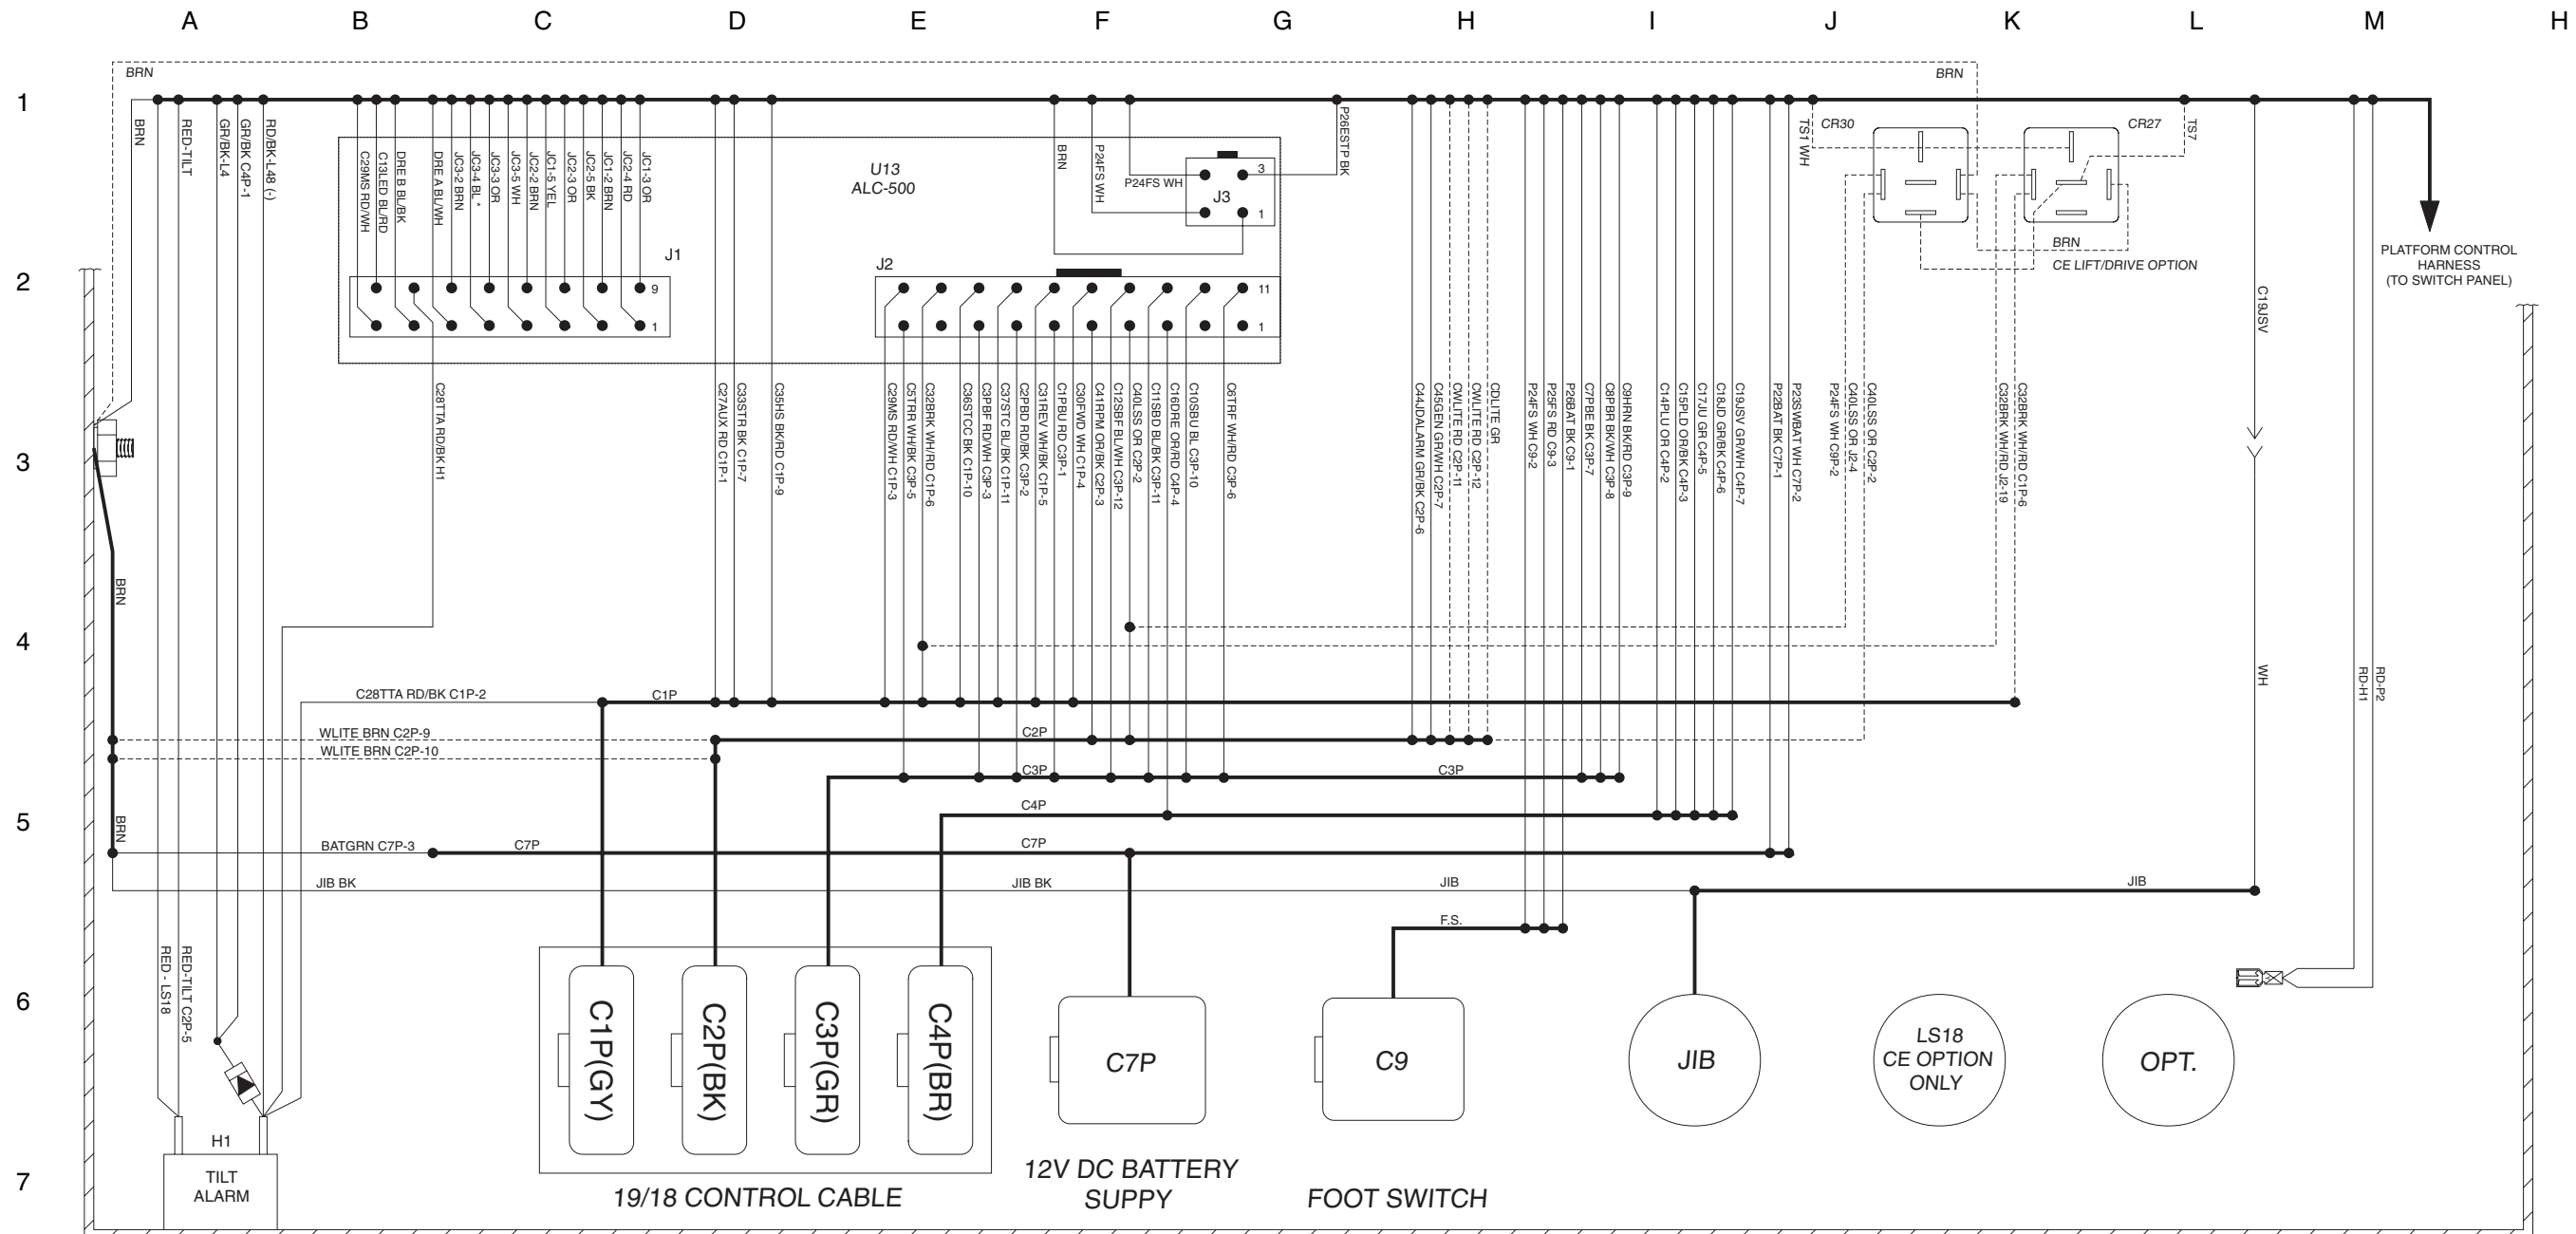 A B C D E F G H I J K L M H
BRN
BRN
1
BRN
RED-TILT
GR/BK-L4
GR/BK C4P-1
RD/BK-L48 (-)
C29MS RD/WH
C13LED BL/RD
DRE B BL/BK
DRE A BL/WH
JC3-2 BRN
JC3-4 BL *
JC3-3 OR
JC3-5 WH
JC2-2 BRN
JC1-5 YEL
JC2-3 OR
JC2-5 BK
JC1-2 BRN
JC2-4 RD
JC1-3 OR
U13
ALC-500
BRN
P24FS WH
P24FS WH
3
J3
1
P26ESTP BK
TS1 WH
CR30
CR27
TS7
BRN
CE LIFT/DRIVE OPTION
PLATFORM CONTROL
HARNESS
(TO SWITCH PANEL)
2
J1
9
1
J2
11
1
C19JSV
3
C28TTA RD/BK H1
C27AUX RD C1P-1
C33STR BK C1P-7
C35HS BK/RD C1P-9
C29MS RD/WH C1P-3
C5TRR WH/BK C3P-5
C32BRK WH/RD C1P-6
C36STCC BK C1P-10
C3PBF RD/WH C3P-3
C37STC BL/BK C1P-11
C2PBD RD/BK C3P-2
C31REV WH/BK C1P-5
C1PBU RD C3P-1
C30FWD WH C1P-4
C41RPM OR/BK C2P-3
C12SBF BL/WH C3P-12
C40LSS OR C2P-2
C11SBD BL/BK C3P-11
C16DRE OR/RD C4P-4
C10SBU BL C3P-10
C6TRF WH/RD C3P-6
C44JDALARM GR/BK C2P-6
C45GEN GR/WH C2P-7
CWLITE RD C2P-11
CWLITE RD C2P-12
CDLITE GR
P24FS WH C9-2
P25FS RD C9-3
P26BAT BK C9-1
C7PBE BK C3P-7
C8PBR BK/WH C3P-8
C9HRN BK/RD C3P-9
C14PLU OR C4P-2
C15PLD OR/BK C4P-3
C17JU GR C4P-5
C18JD GR/BK C4P-6
C19JSV GR/WH C4P-7
P22BAT BK C7P-1
P23SWBAT WH C7P-2
P24FS WH C9P-2
C40LSS OR J2-4
C40LSS OR C2P-2
C32BRK WH/RD J2-19
C32BRK WH/RD C1P-6
BRN
4
WH
RD-H1
RD-P2
C28TTA RD/BK C1P-2
C1P
WLITE BRN C2P-9
C2P
WLITE BRN C2P-10
C3P
C3P
5
C4P
BRN
BATGRN C7P-3
C7P
C7P
JIB BK
JIB BK
JIB
JIB
F.S.
RED - LS18
RED-TILT C2P-5
6
C1P(GY)
C2P(BK)
C3P(GR)
C4P(BR)
C7P
C9
JIB
LS18
CE OPTION
ONLY
OPT.
H1
7
TILT
ALARM
19/18 CONTROL CABLE
12V DC BATTERY
SUPPY
FOOT SWITCH